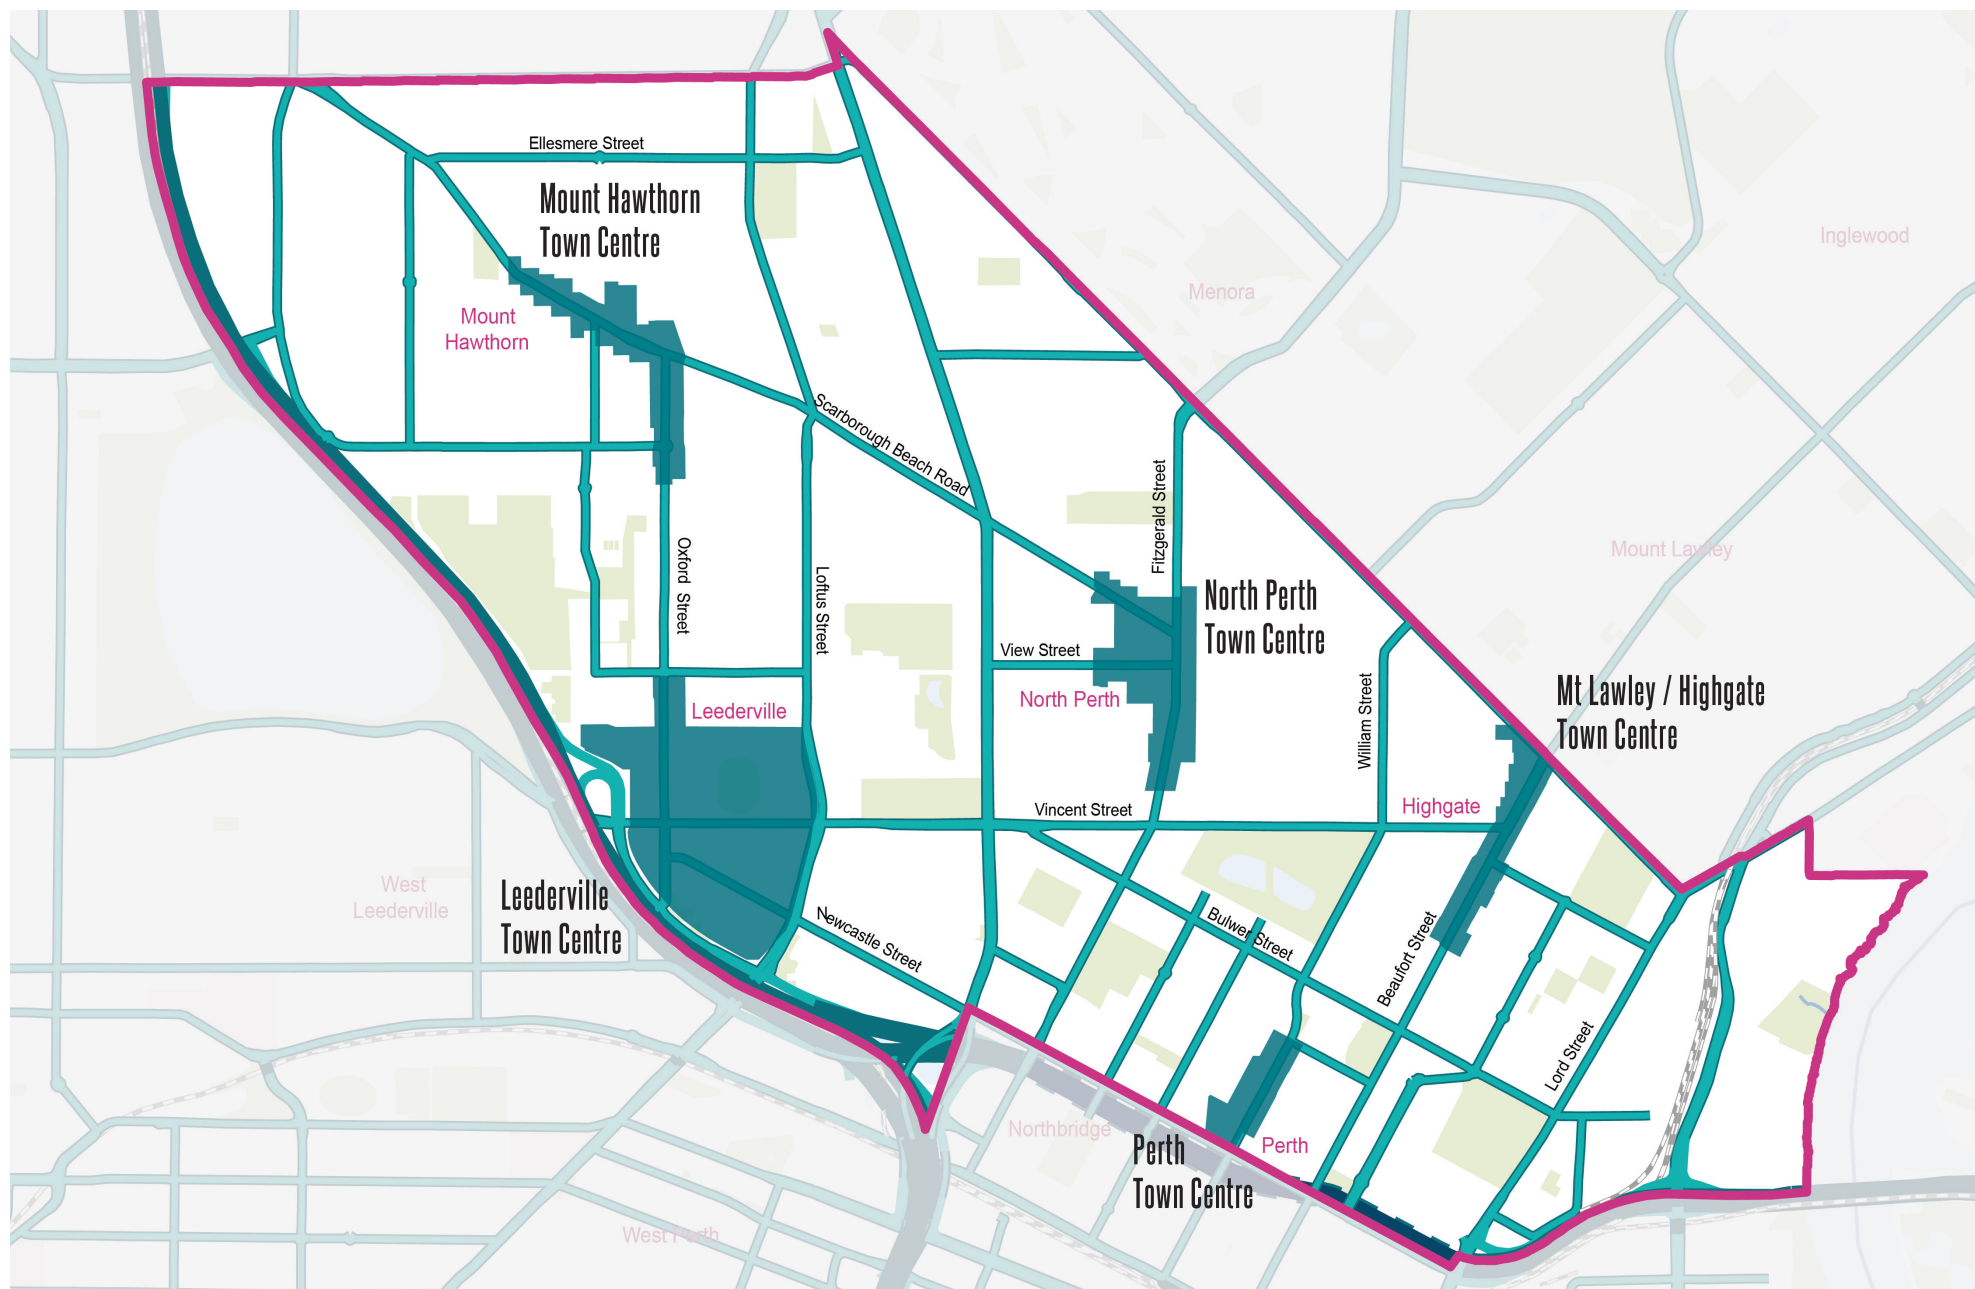 Ellesmere Street
Mount Hawthorn
Town Centre
Inglewood
Menora
Mount
Hawthorn
Scarborough Beach Road
Fitzgerald Street
Oxford Street
Loftus Street
Mount Lawley
North Perth
Town Centre
View Street
North Perth
William Street
Mt Lawley / Highgate
Town Centre
Leederville
Vincent Street
Highgate
West
Leederville
Leederville
Town Centre
Newcastle Street
Bulwer Street
Beaufort Street
Lord Street
Northbridge
Perth
Town Centre
Perth
West Perth